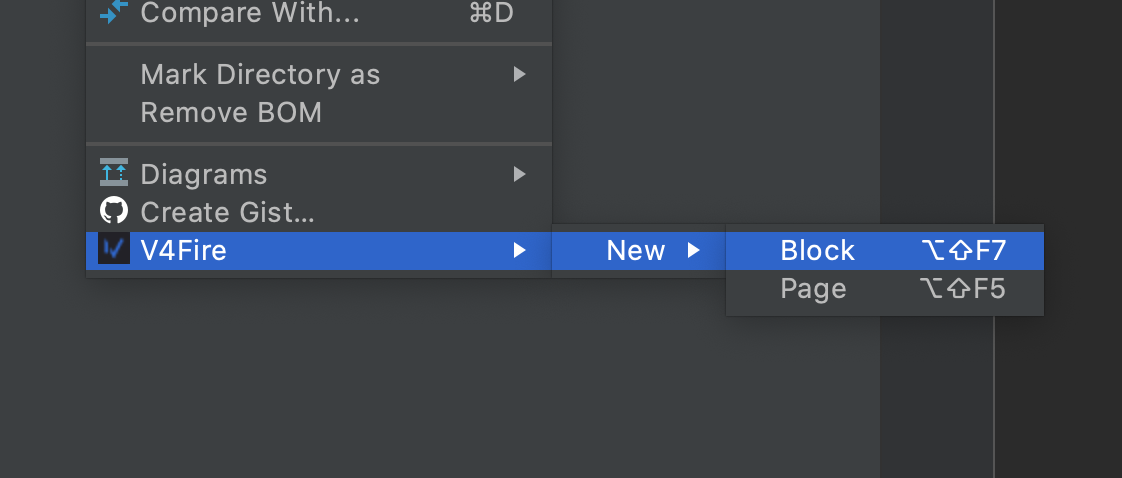 Compare With... ⌘D
Mark Directory as
Remove BOM
Diagrams
Create Gist...
V4Fire New Block ⌥⇧F7
Page ⌥⇧F5